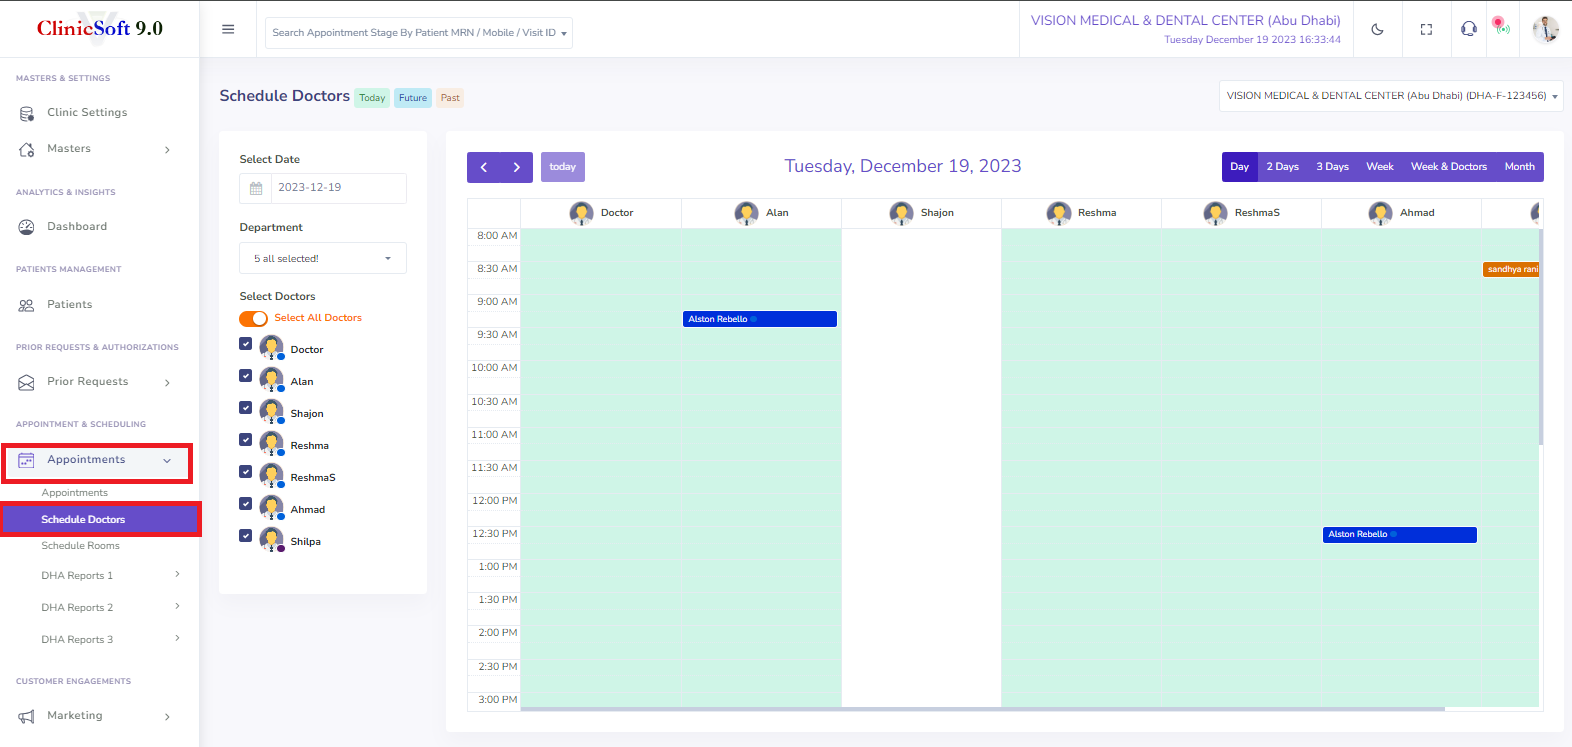 ClinicSoft 9.0
Search Appointment Stage By Patient MRN / Mobile / Visit ID
VISION MEDICAL & DENTAL CENTER (Abu Dhabi)
Tuesday December 19 2023 16:33:44
MASTERS & SETTINGS
Clinic Settings
Masters
ANALYTICS & INSIGHTS
Dashboard
PATIENTS MANAGEMENT
Patients
PRIOR REQUESTS & AUTHORIZATIONS
Prior Requests
APPOINTMENT & SCHEDULING
Appointments
Appointments
Schedule Doctors
Schedule Rooms
DHA Reports 1
DHA Reports 2
DHA Reports 3
CUSTOMER ENGAGEMENTS
Marketing
Schedule Doctors Today Future Past
VISION MEDICAL & DENTAL CENTER (Abu Dhabi) (DHA-F-123456)
Select Date
2023-12-19
Department
5 all selected!
Select Doctors
Select All Doctors
Doctor
Alan
Shajon
Reshma
ReshmaS
Ahmad
Shilpa
today
Tuesday, December 19, 2023
Day 2 Days 3 Days Week Week & Doctors Month
Doctor Alan Shajon Reshma ReshmaS Ahmad
8:00 AM
8:30 AM
sandhya rani
9:00 AM
Alston Rebello
9:30 AM
10:00 AM
10:30 AM
11:00 AM
11:30 AM
12:00 PM
12:30 PM
Alston Rebello
1:00 PM
1:30 PM
2:00 PM
2:30 PM
3:00 PM